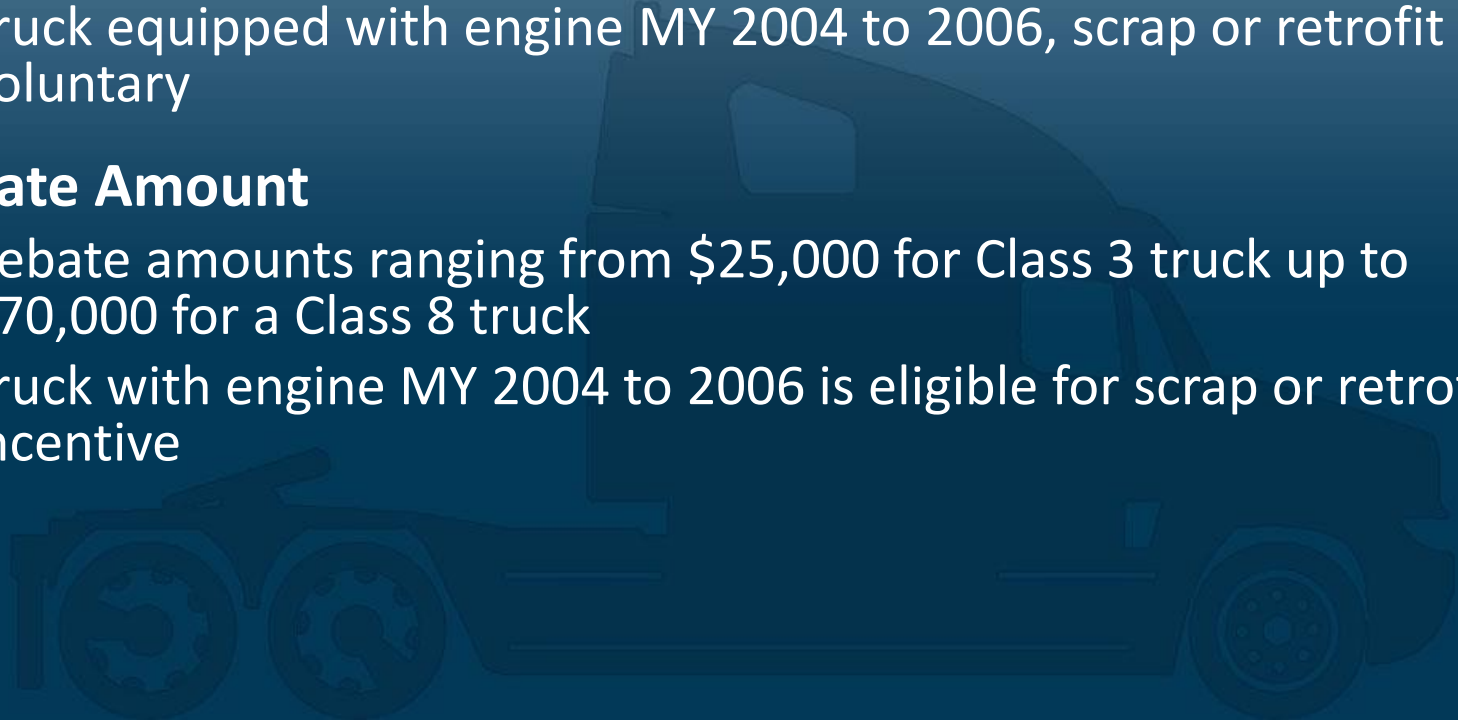 ruck equipped with engine MY 2004 to 2006, scrap or retrofit
oluntary
ate Amount
ebate amounts ranging from $25,000 for Class 3 truck up to
70,000 for a Class 8 truck
ruck with engine MY 2004 to 2006 is eligible for scrap or retrof
ncentive